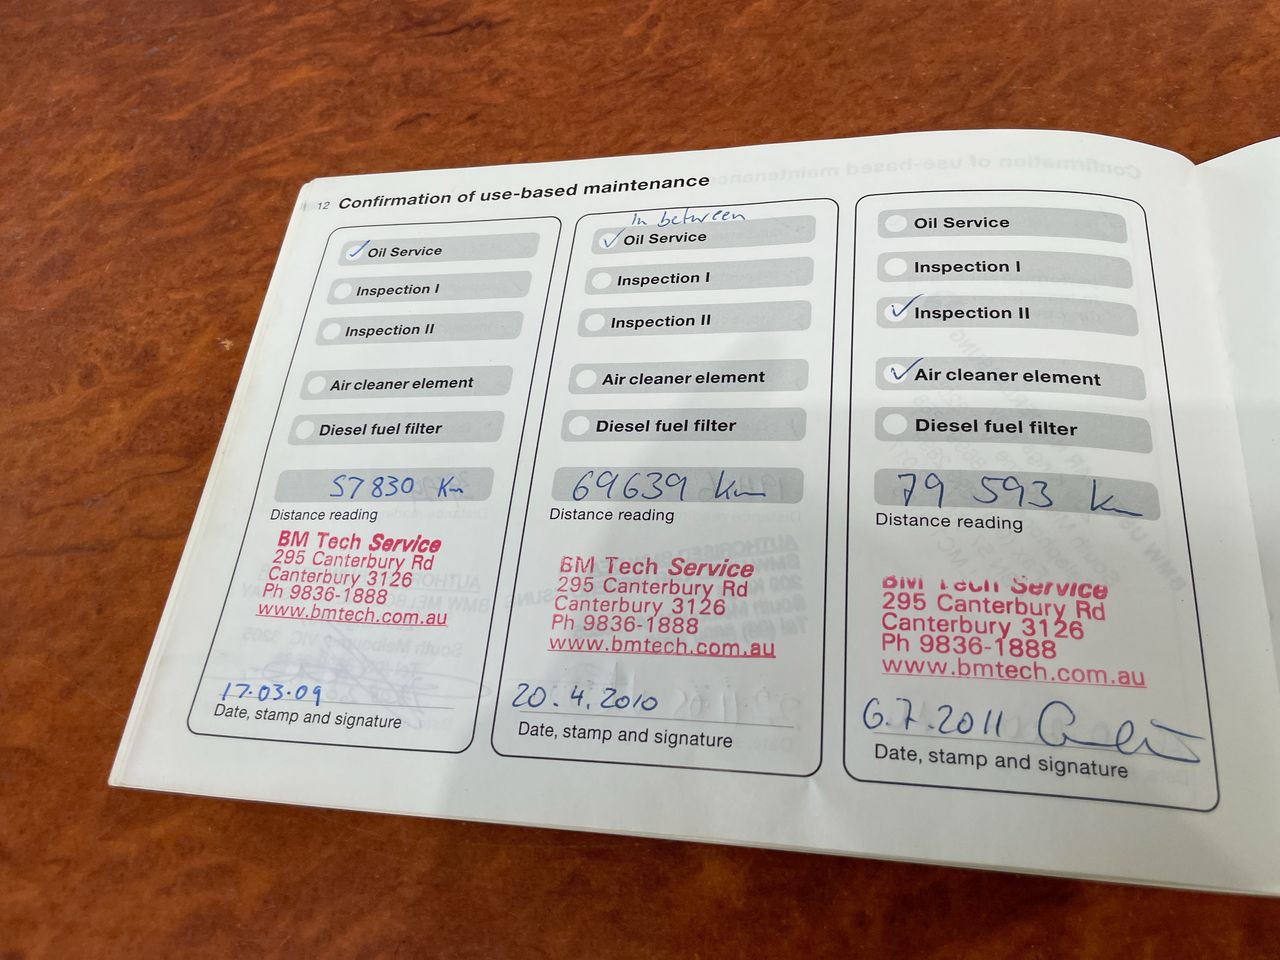 12 Confirmation of use-based maintenance
Oil Service
Inspection I
Inspection II
Air cleaner element
Diesel fuel filter
57830 Km
Distance reading
BM Tech Service
295 Canterbury Rd
Canterbury 3126
Ph 9836-1888
www.bmtech.com.au
17.03.09
Date, stamp and signature
In between
Oil Service
Inspection I
Inspection II
Air cleaner element
Diesel fuel filter
69639 Km
Distance reading
BM Tech Service
295 Canterbury Rd
Canterbury 3126
Ph 9836-1888
www.bmtech.com.au
20.4.2010
Date, stamp and signature
Oil Service
Inspection I
Inspection II
Air cleaner element
Diesel fuel filter
79 593 Km
Distance reading
BM Tech Service
295 Canterbury Rd
Canterbury 3126
Ph 9836-1888
www.bmtech.com.au
6.7.2011
Date, stamp and signature